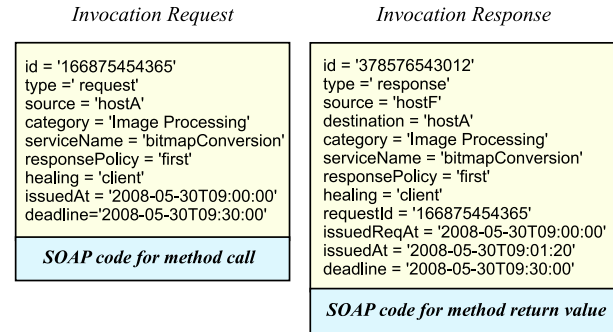 Invocation Request
id = '166875454365'
type =' request'
source = 'hostA'
category = 'Image Processing'
serviceName = 'bitmapConversion'
responsePolicy = 'first'
healing = 'client'
issuedAt = '2008-05-30T09:00:00'
deadline='2008-05-30T09:30:00'
SOAP code for method call
Invocation Response
id = '378576543012'
type =' response'
source = 'hostF'
destination = 'hostA'
category = 'Image Processing'
serviceName = 'bitmapConversion'
responsePolicy = 'first'
healing = 'client'
requestId = '166875454365'
issuedReqAt = '2008-05-30T09:00:00'
issuedAt = '2008-05-30T09:01:20'
deadline = '2008-05-30T09:30:00'
SOAP code for method return value